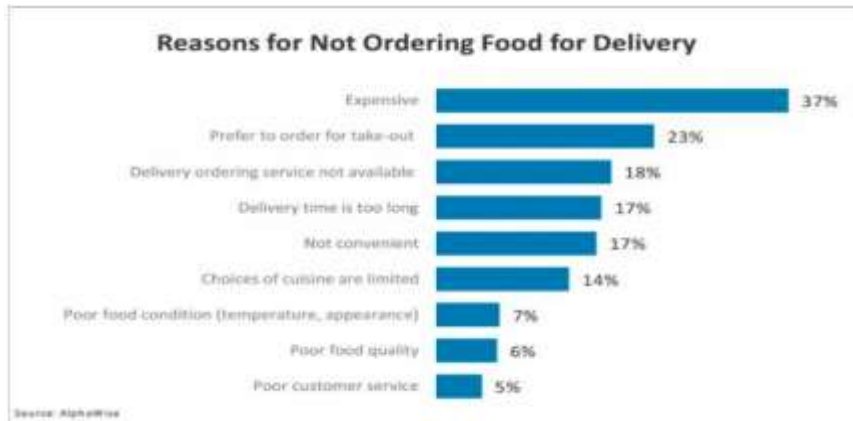 Reasons for Not Ordering Food for Delivery
Expensive 37%
Prefer to order for take-out 23%
Delivery ordering service not available 18%
Delivery time is too long 17%
Not convenient 17%
Choices of cuisine are limited 14%
Poor food condition (temperature, appearance) 7%
Poor food quality 6%
Poor customer service 5%
Source: AlphaWise